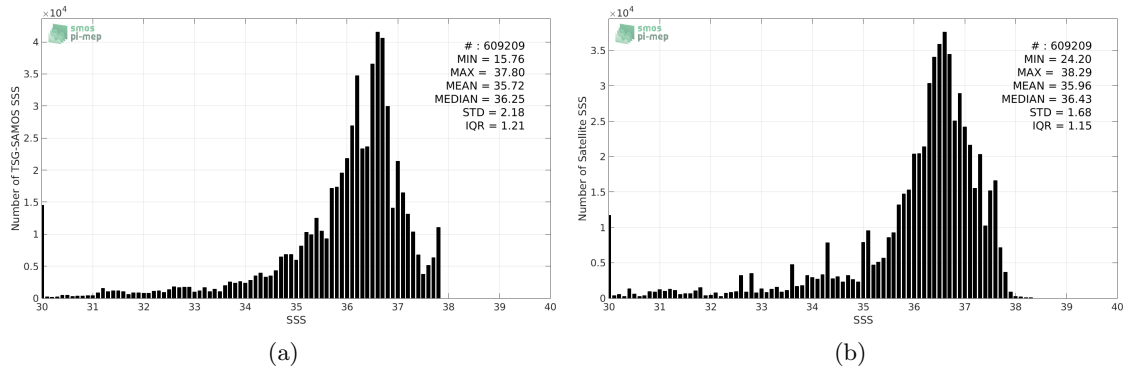 ×10⁴
smos
pi-mep
# : 609209
MIN = 15.76
MAX = 37.80
MEAN = 35.72
MEDIAN = 36.25
STD = 2.18
IQR = 1.21
Number of TSG-SAMOS SSS
4
3.5
3
2.5
2
1.5
1
0.5
0
30 31 32 33 34 35 36 37 38 39 40
SSS
(a)
×10⁴
smos
pi-mep
# : 609209
MIN = 24.20
MAX = 38.29
MEAN = 35.96
MEDIAN = 36.43
STD = 1.68
IQR = 1.15
Number of Satellite SSS
3.5
3
2.5
2
1.5
1
0.5
0
30 31 32 33 34 35 36 37 38 39 40
SSS
(b)